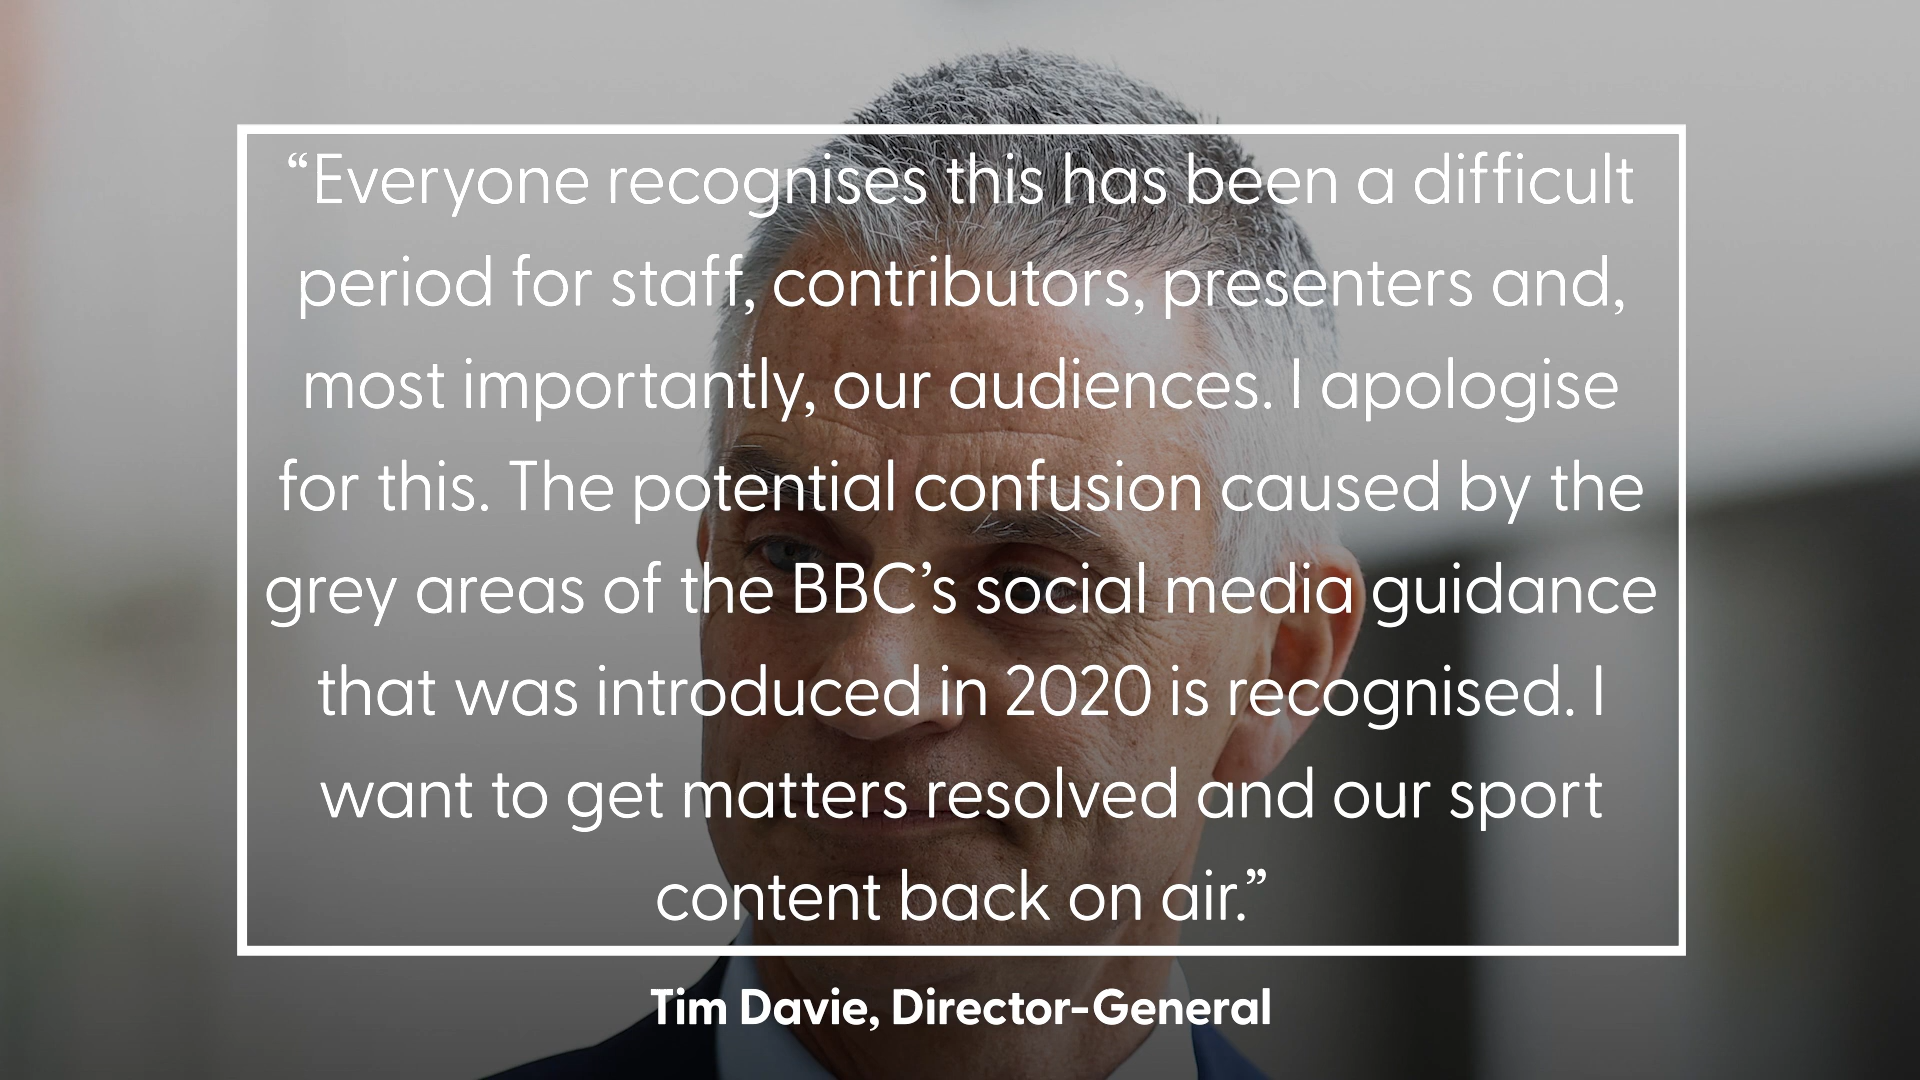 “Everyone recognises this has been a difficult
period for staff, contributors, presenters and,
most importantly, our audiences. I apologise
for this. The potential confusion caused by the
grey areas of the BBC’s social media guidance
that was introduced in 2020 is recognised. I
want to get matters resolved and our sport
content back on air.”
Tim Davie, Director-General